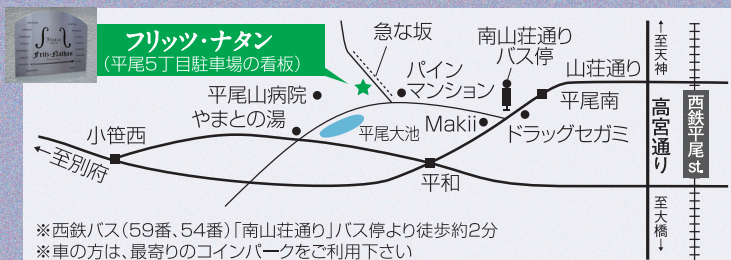 Studio
Fritz・Nathan
フリッツ・ナタン
(平尾5丁目駐車場の看板)
急な坂
南山荘通り
バス停
パイン
マンション
山荘通り
↑至天神
平尾山病院
やまとの湯
平尾大池
Makii
平尾南
ドラッグセガミ
高宮通り
西鉄平尾st.
小笹西
←至別府
平和
至大橋→
※西鉄バス(59番、54番)「南山荘通り」バス停より徒歩約2分
※車の方は、最寄りのコインパークをご利用下さい